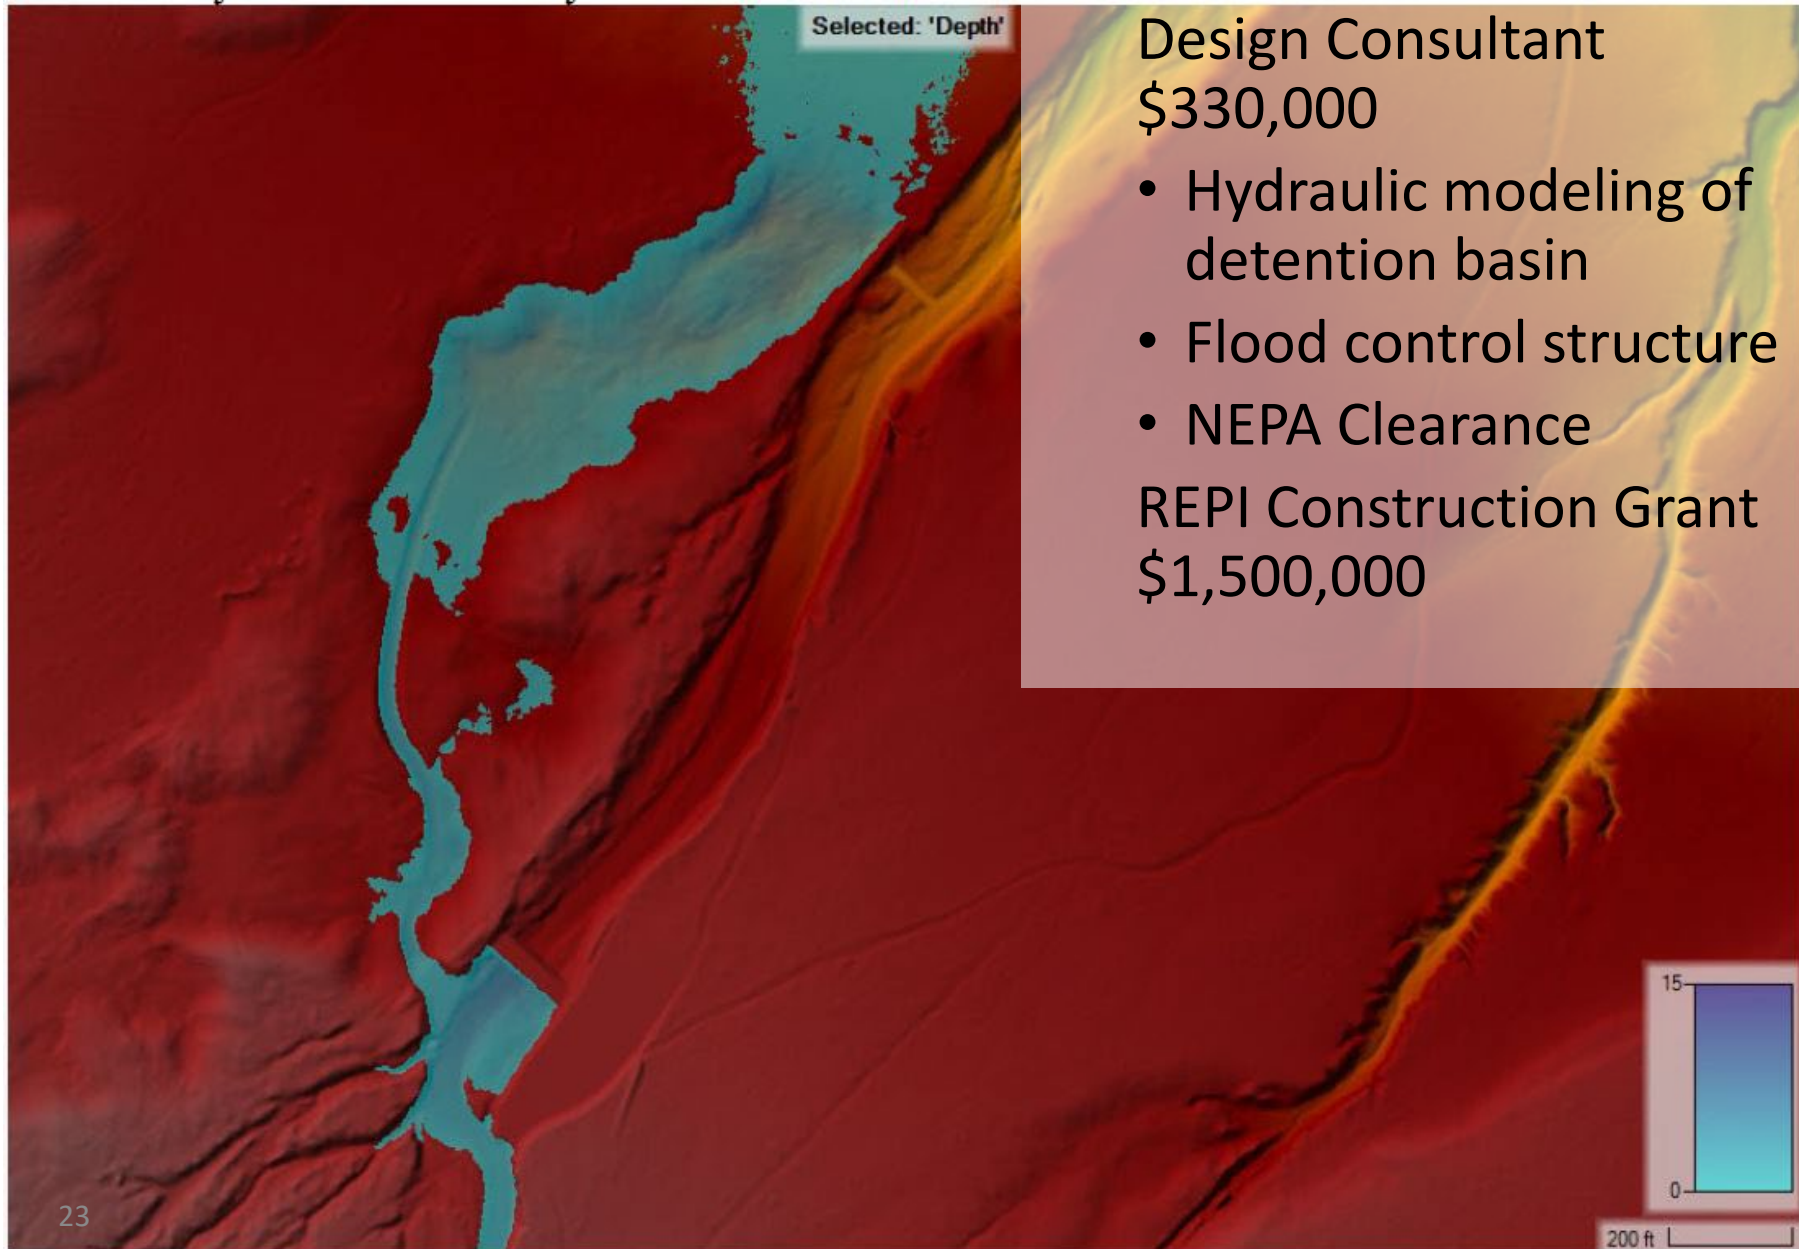 Selected: 'Depth'
Design Consultant
$330,000
• Hydraulic modeling of
detention basin
• Flood control structure
• NEPA Clearance
REPI Construction Grant
$1,500,000
15
0
200 ft
23